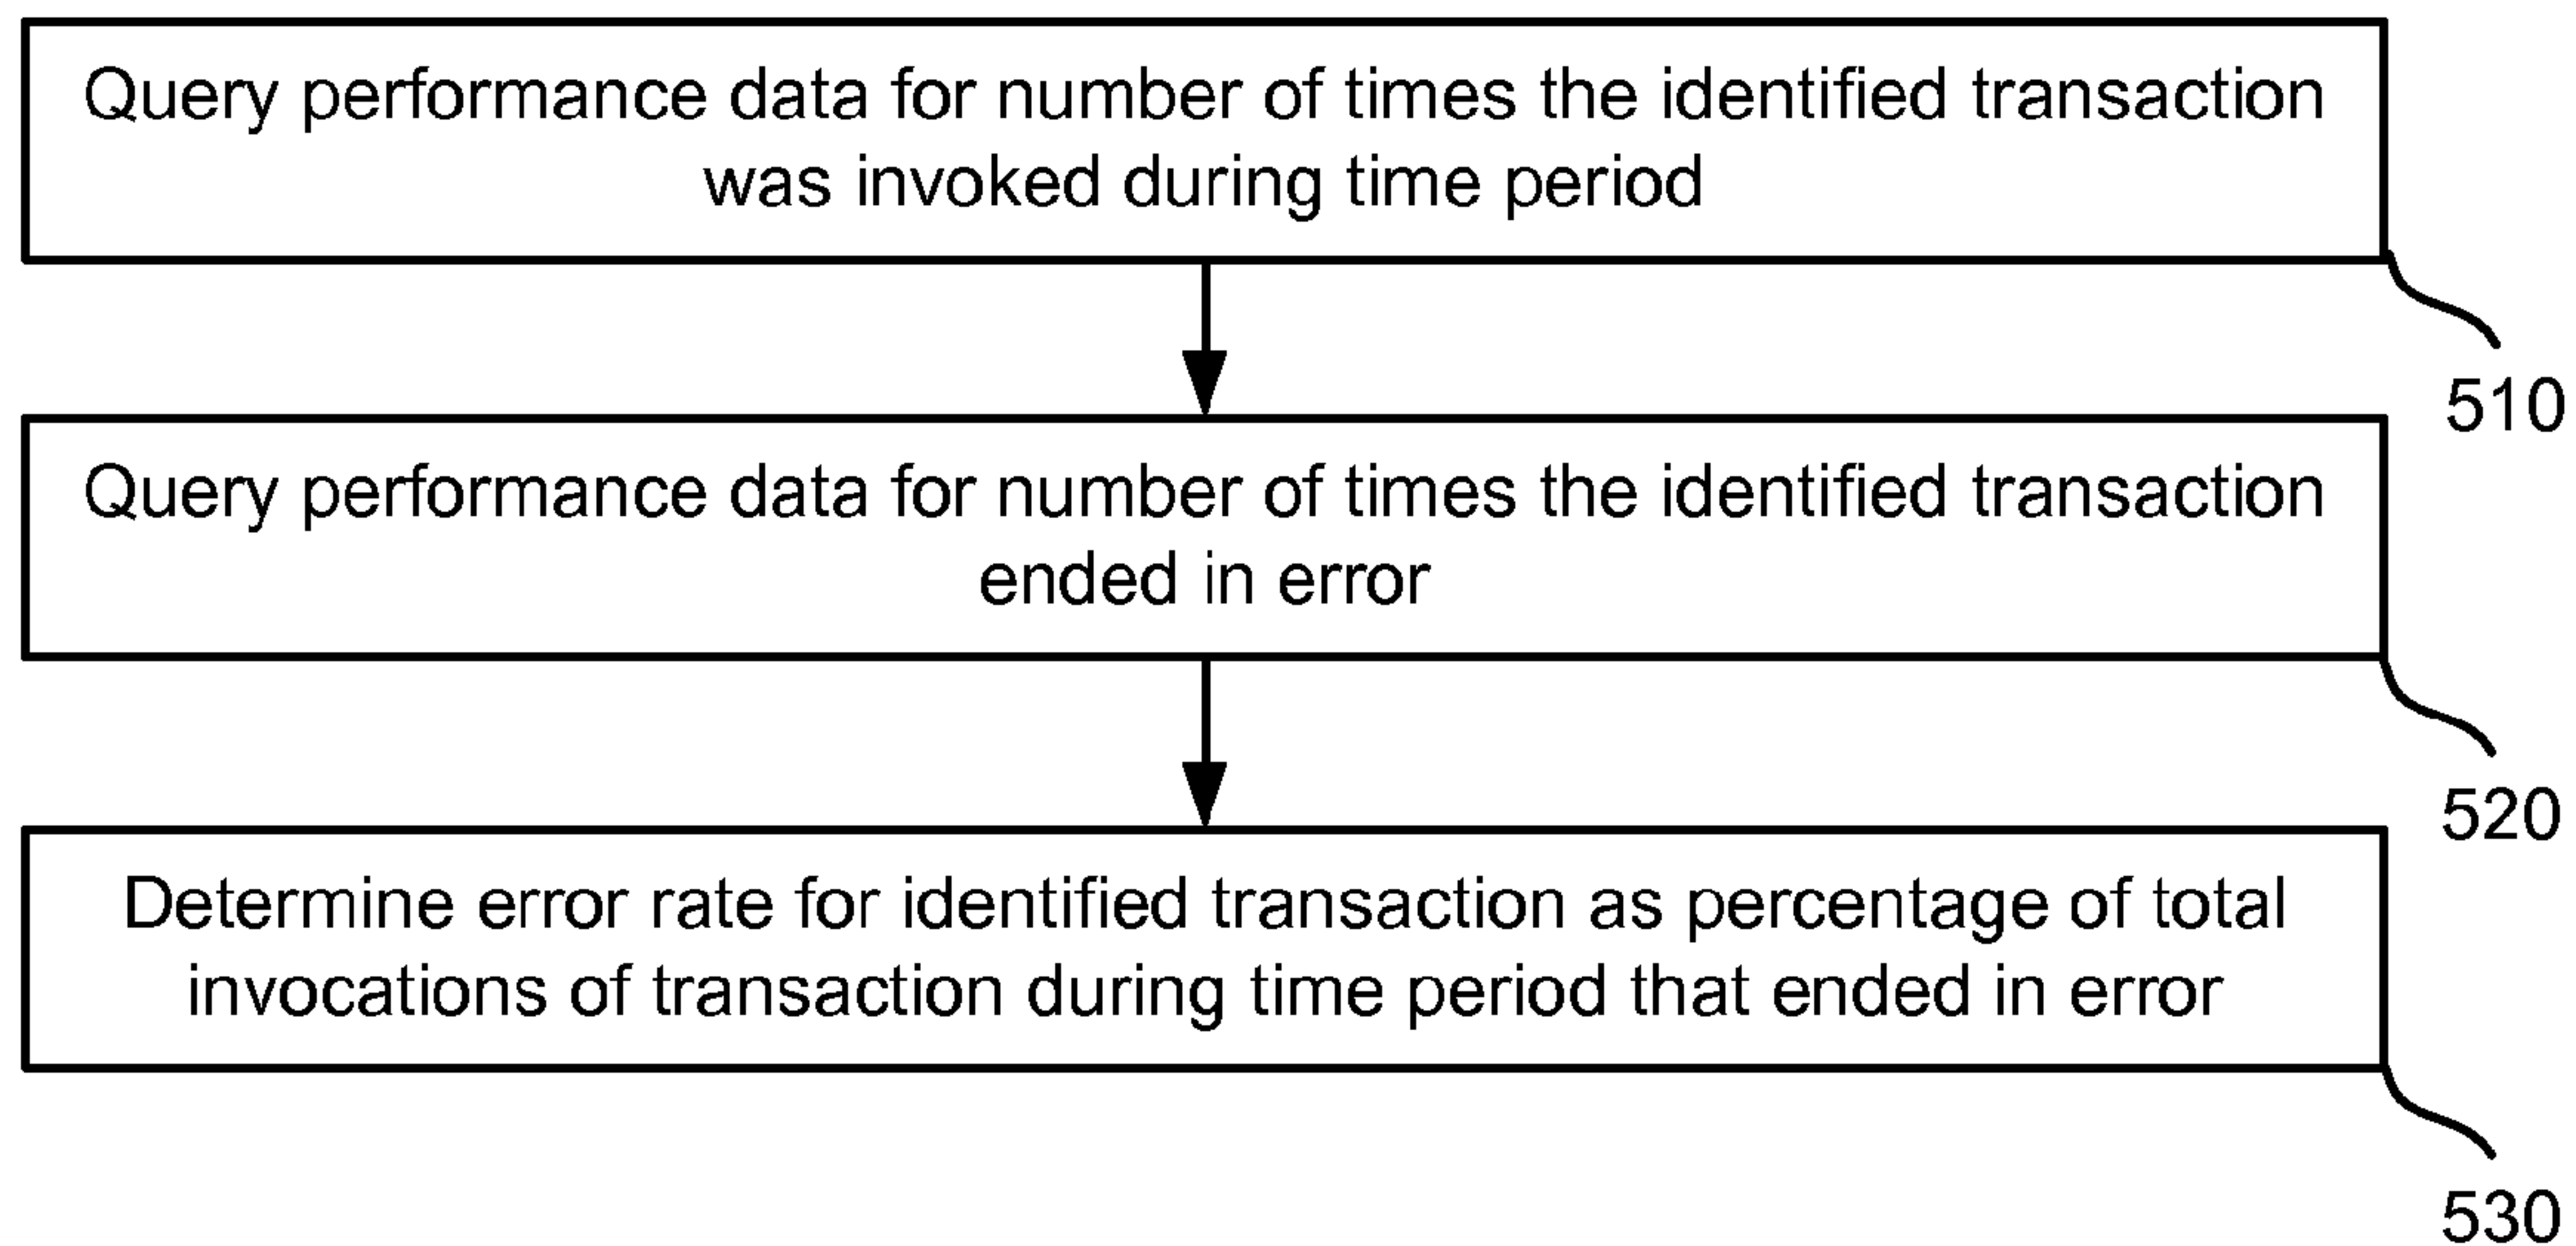 Query performance data for number of times the identified transaction
was invoked during time period
510
Query performance data for number of times the identified transaction
ended in error
520
Determine error rate for identified transaction as percentage of total
invocations of transaction during time period that ended in error
530